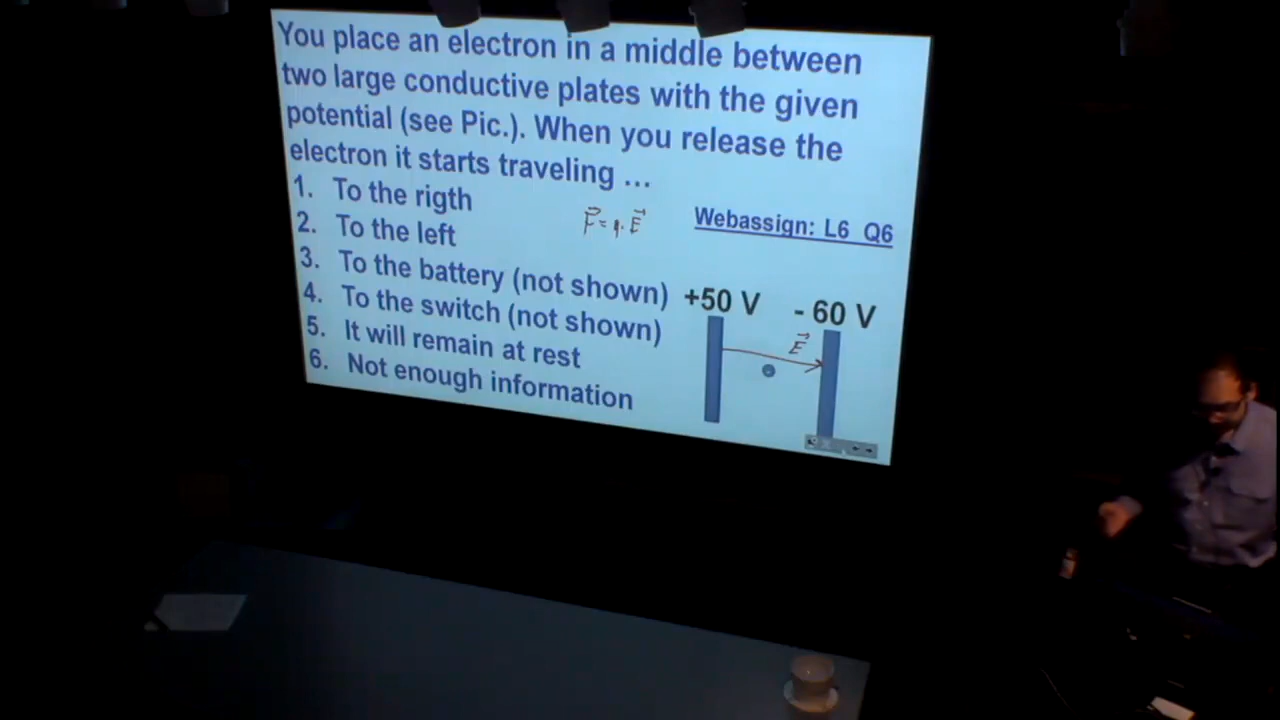 You place an electron in a middle between
two large conductive plates with the given
potential (see Pic.). When you release the
electron it starts traveling ...
1. To the rigth
2. To the left
3. To the battery (not shown)
4. To the switch (not shown)
5. It will remain at rest
6. Not enough information
F = q · E
Webassign: L6 Q6
+50 V - 60 V
E
-